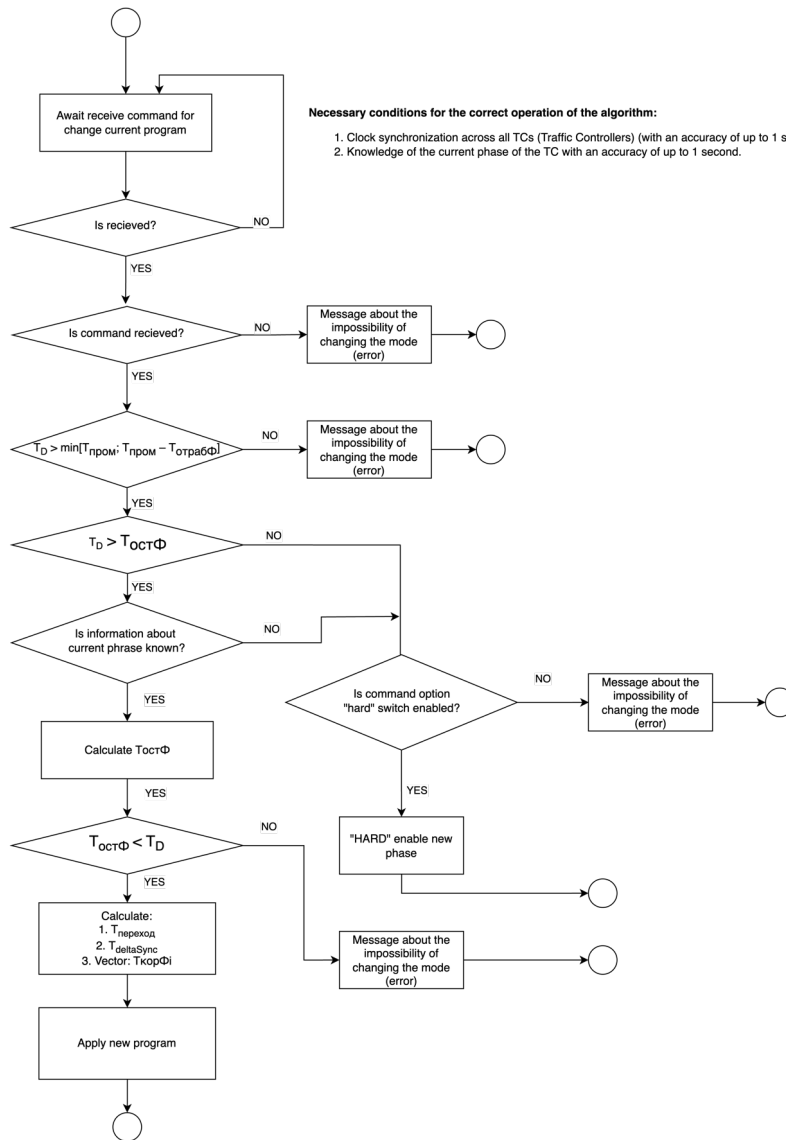 Await receive command for
change current program
Necessary conditions for the correct operation of the algorithm:
1. Clock synchronization across all TCs (Traffic Controllers) (with an accuracy of up to 1 s
2. Knowledge of the current phase of the TC with an accuracy of up to 1 second.
Is recieved?
NO
YES
Is command recieved?
NO
Message about the
impossibility of
changing the mode
(error)
YES
T_D > min[T_пром; T_пром – T_отрабФ]
NO
Message about the
impossibility of
changing the mode
(error)
YES
T_D > T_остФ
NO
YES
Is information about
current phrase known?
NO
YES
Is command option
"hard" switch enabled?
NO
Message about the
impossibility of
changing the mode
(error)
Calculate TостФ
YES
YES
T_остФ < T_D
NO
"HARD" enable new
phase
YES
Calculate:
1. T_переход
2. T_deltaSync
3. Vector: TкорФi
Message about the
impossibility of
changing the mode
(error)
Apply new program